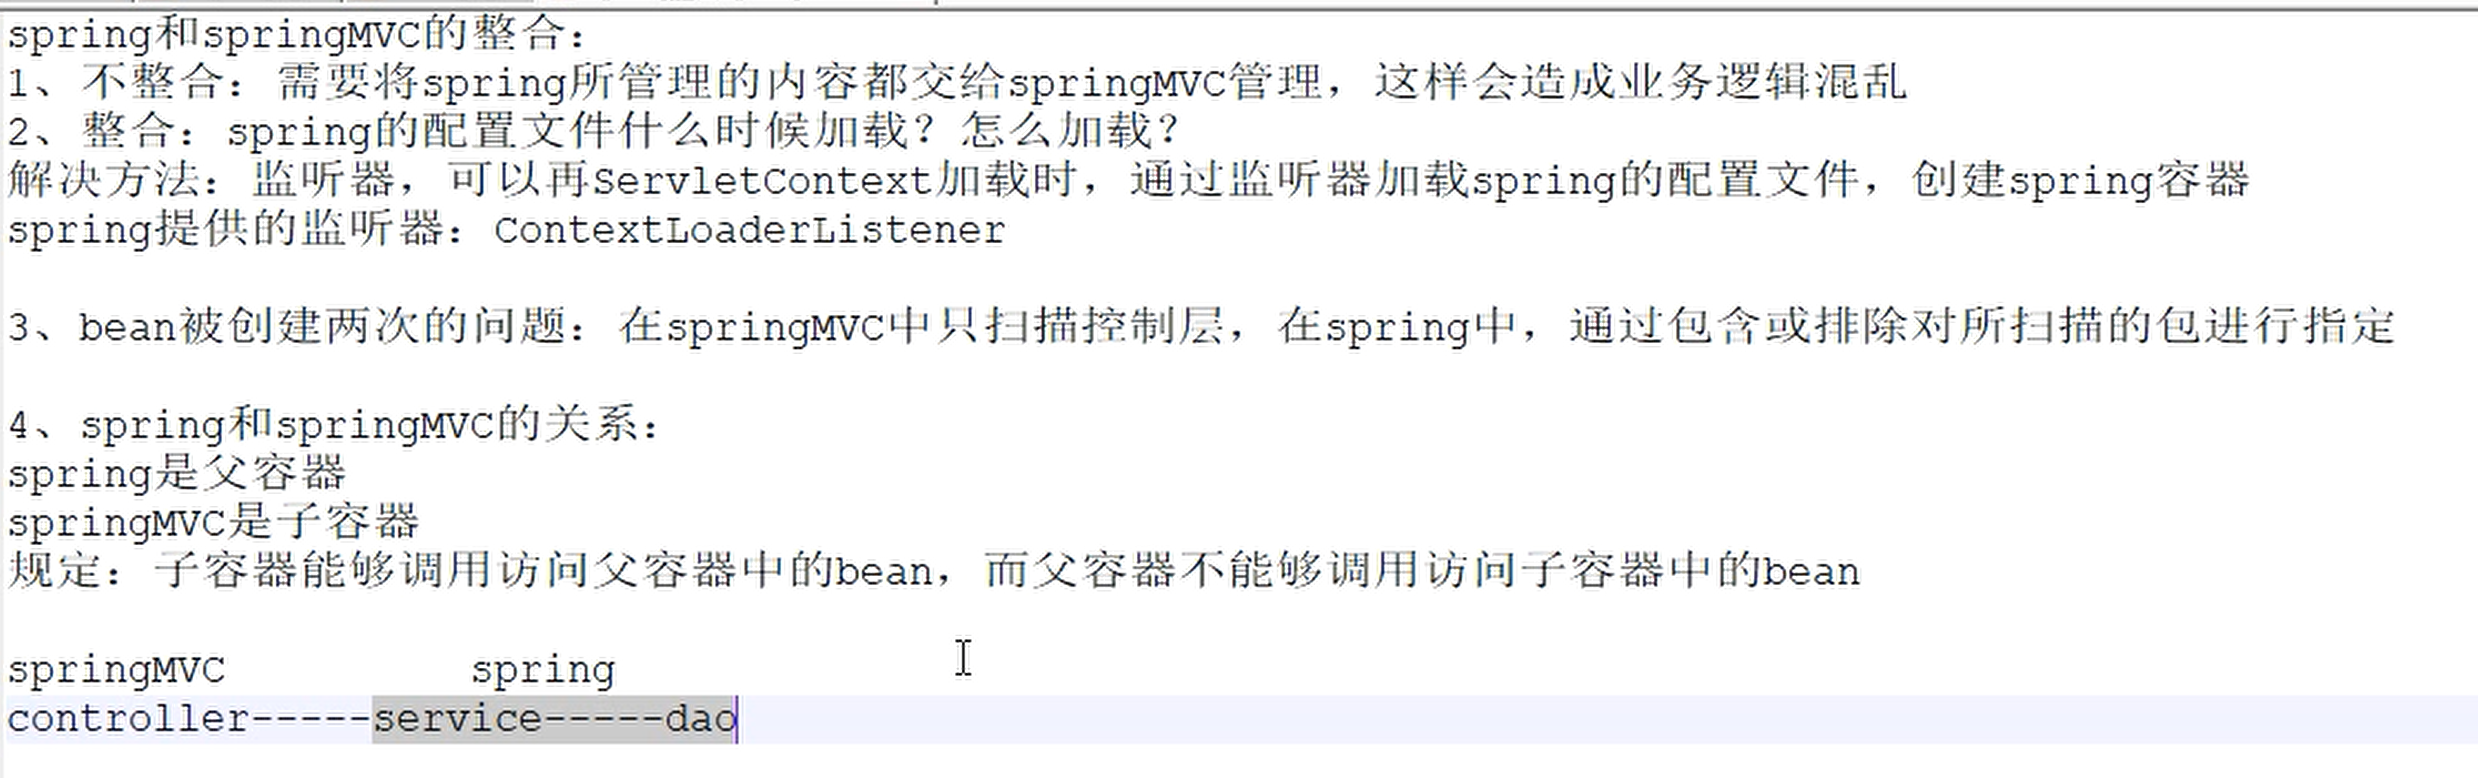 spring和springMVC的整合：
1、不整合：需要将spring所管理的内容都交给springMVC管理，这样会造成业务逻辑混乱
2、整合：spring的配置文件什么时候加载？怎么加载？
解决方法：监听器，可以再ServletContext加载时，通过监听器加载spring的配置文件，创建spring容器
spring提供的监听器：ContextLoaderListener
3、bean被创建两次的问题：在springMVC中只扫描控制层，在spring中，通过包含或排除对所扫描的包进行指定
4、spring和springMVC的关系：
spring是父容器
springMVC是子容器
规定：子容器能够调用访问父容器中的bean，而父容器不能够调用访问子容器中的bean
springMVC          spring
controller-----service-----dao